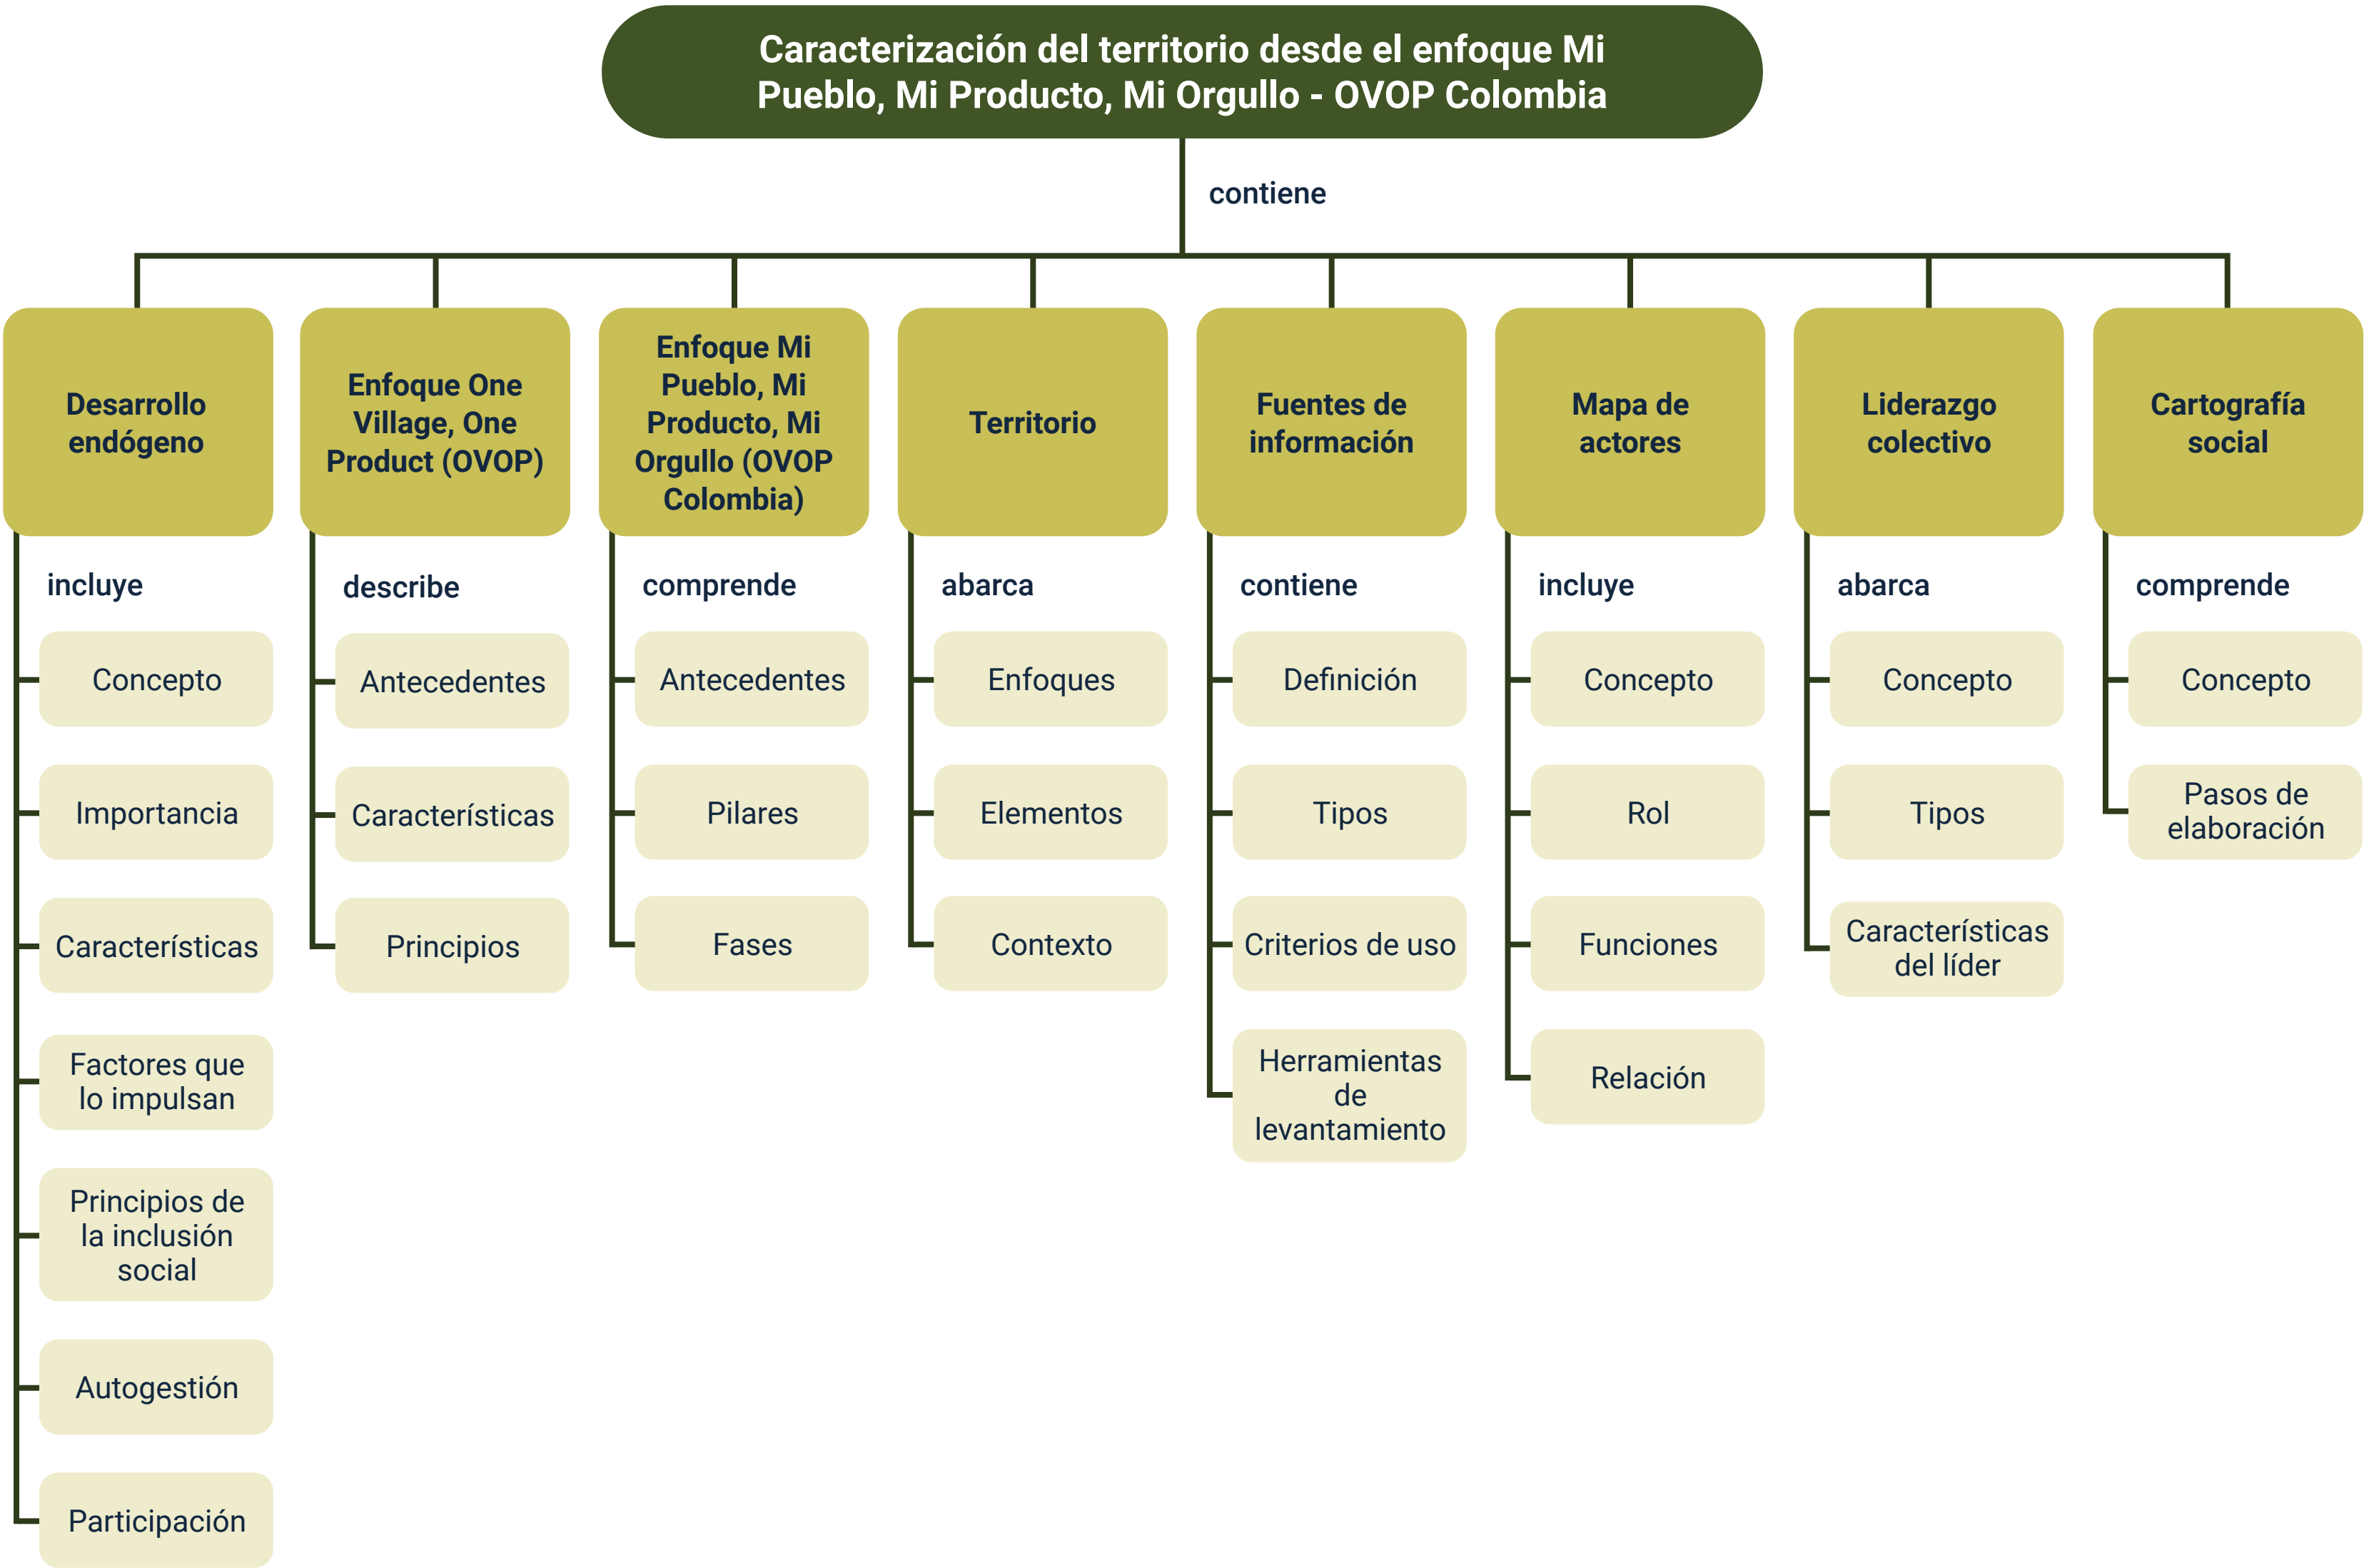 Caracterización del territorio desde el enfoque Mi
Pueblo, Mi Producto, Mi Orgullo - OVOP Colombia
contiene
Desarrollo
endógeno
incluye
Concepto
Importancia
Características
Factores que
lo impulsan
Principios de
la inclusión
social
Autogestión
Participación
Enfoque One
Village, One
Product (OVOP)
describe
Antecedentes
Características
Principios
Enfoque Mi
Pueblo, Mi
Producto, Mi
Orgullo (OVOP
Colombia)
comprende
Antecedentes
Pilares
Fases
Territorio
abarca
Enfoques
Elementos
Contexto
Fuentes de
información
contiene
Definición
Tipos
Criterios de uso
Herramientas
de
levantamiento
Mapa de
actores
incluye
Concepto
Rol
Funciones
Relación
Liderazgo
colectivo
abarca
Concepto
Tipos
Características
del líder
Cartografía
social
comprende
Concepto
Pasos de
elaboración